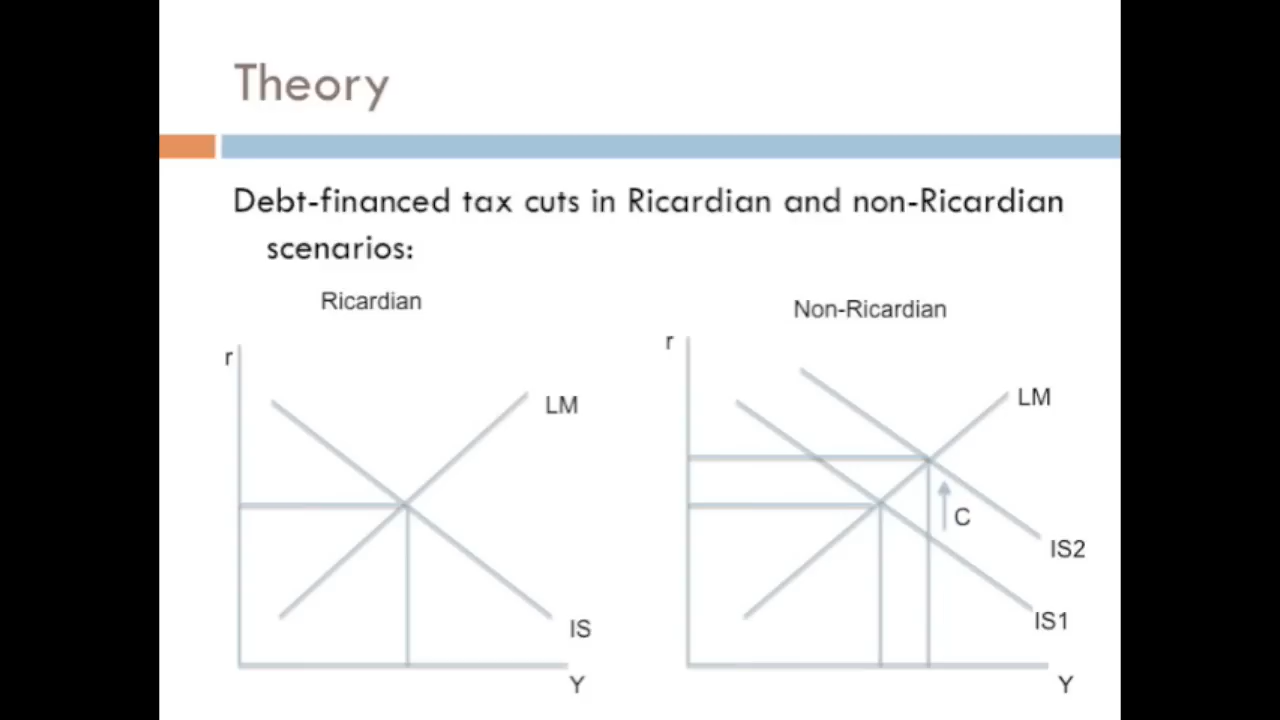 Theory
Debt-financed tax cuts in Ricardian and non-Ricardian
scenarios:
Ricardian
r
LM
IS
Y
Non-Ricardian
r
LM
C
IS2
IS1
Y